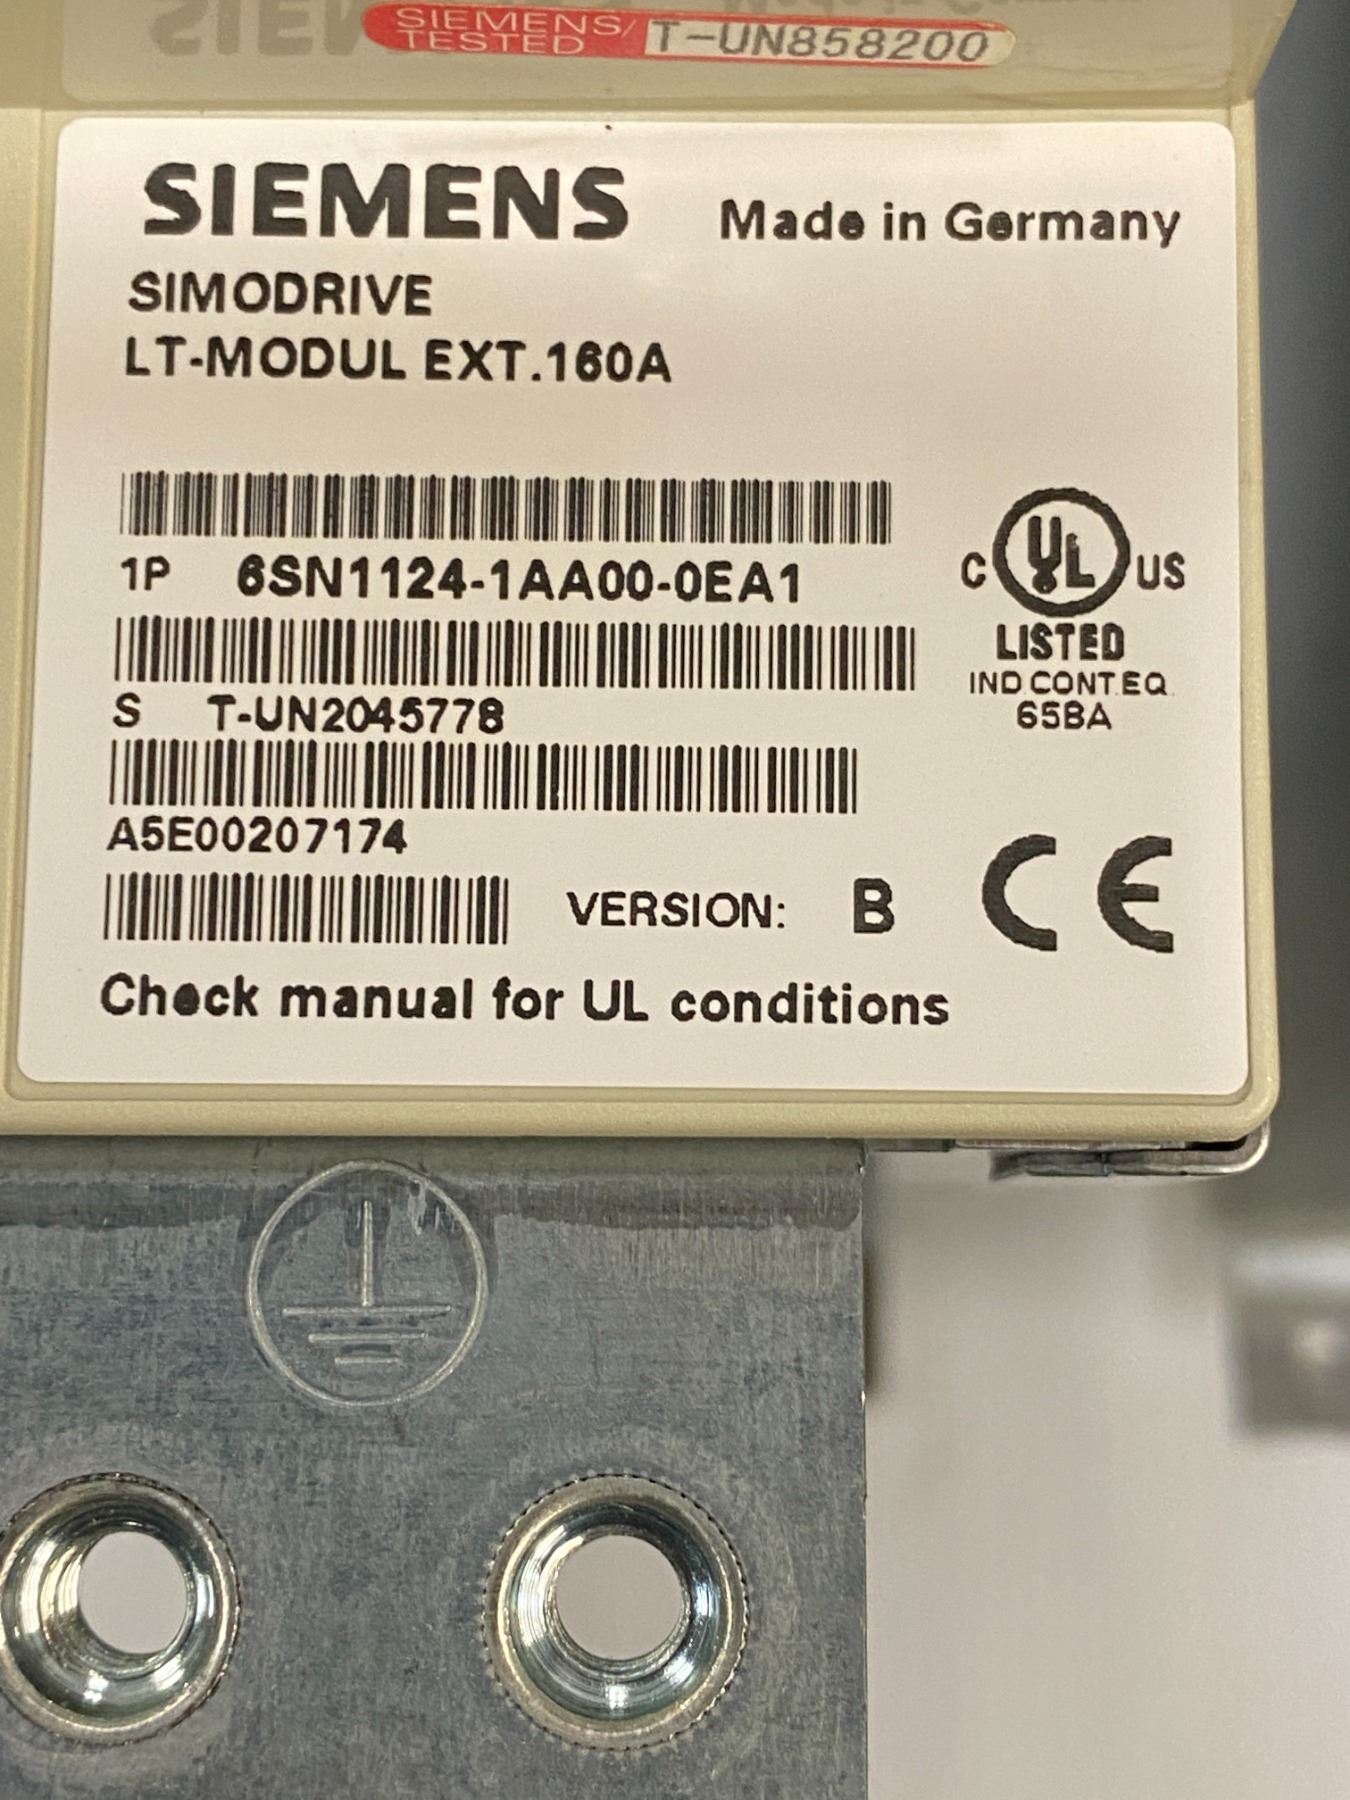 SIEMENS/
TESTED T-UN858200
SIEMENS Made in Germany
SIMODRIVE
LT-MODUL EXT.160A
1P 6SN1124-1AA00-0EA1
C UL US
LISTED
IND.CONT.EQ.
65BA
S T-UN2045778
A5E00207174
VERSION: B CE
Check manual for UL conditions